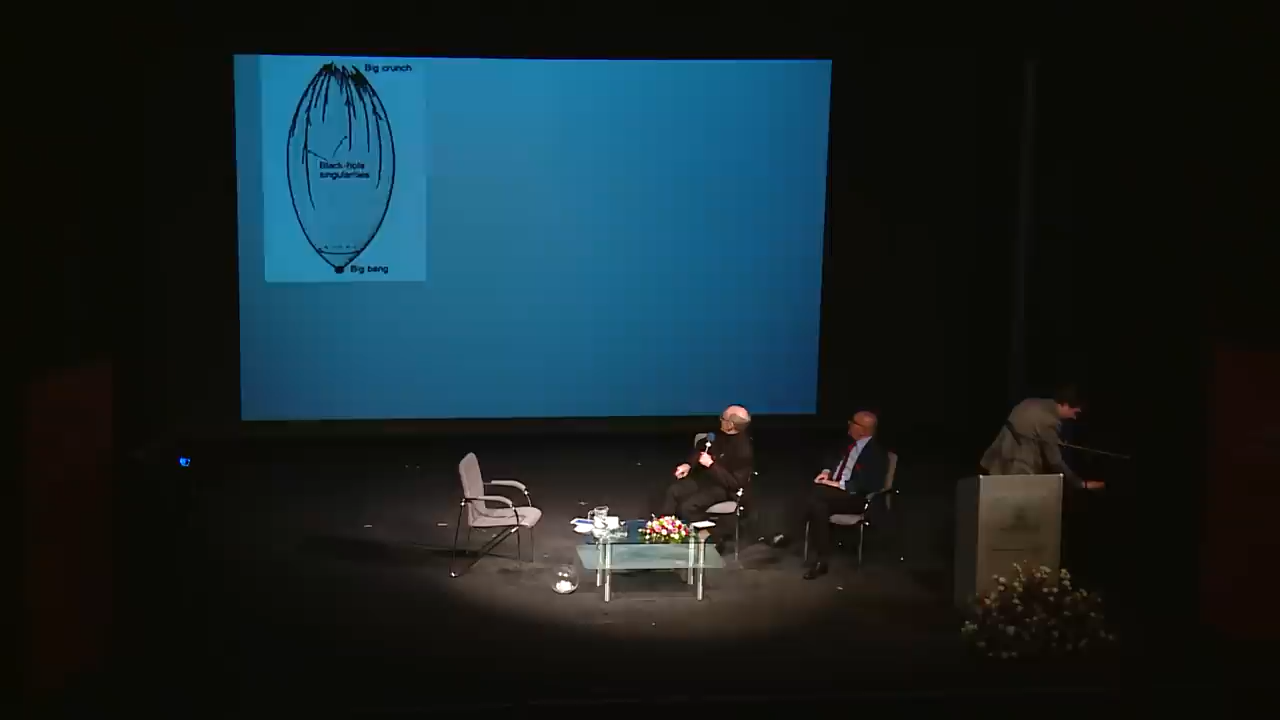 Big crunch
Black-hole
singularities
Big bang